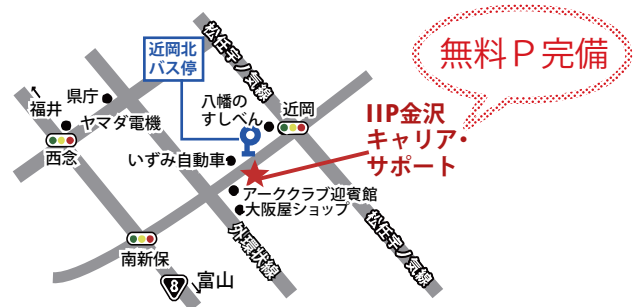 松任宇ノ気線
無料Ｐ完備
近岡北
バス停
県庁
八幡の
すしべん
近岡
福井
ヤマダ電機
IIP金沢
キャリア・
サポート
西念
いずみ自動車
アーククラブ迎賓館
大阪屋ショップ
外環状線
松任宇ノ気線
南新保
8
富山